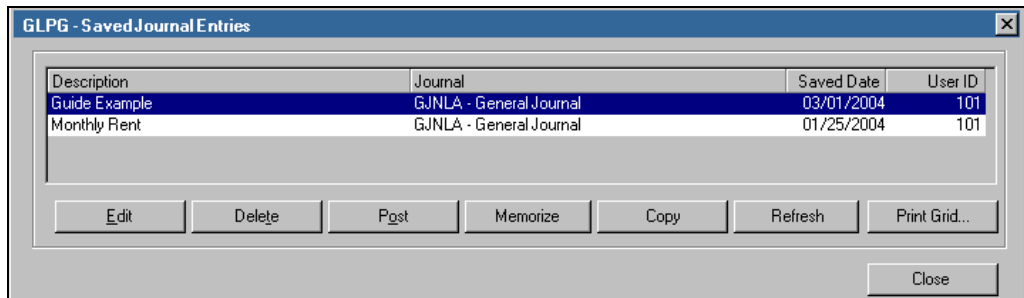 GLPG - Saved Journal Entries
Description Journal Saved Date User ID
Guide Example GJNLA - General Journal 03/01/2004 101
Monthly Rent GJNLA - General Journal 01/25/2004 101
Edit Delete Post Memorize Copy Refresh Print Grid...
Close